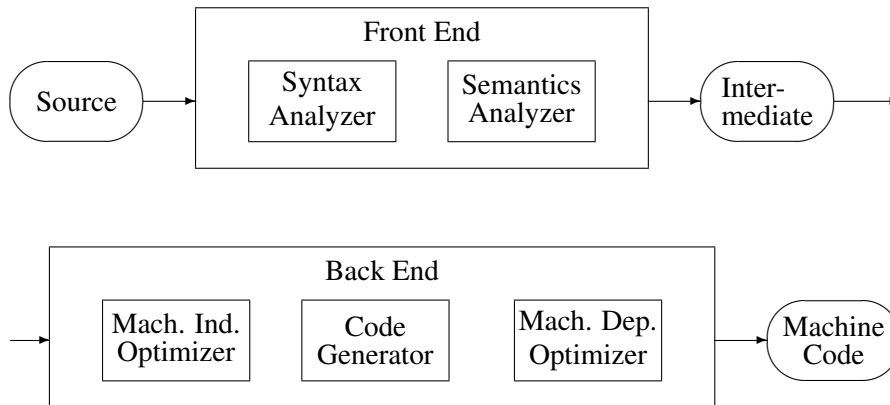 Front End
Source
Syntax
Analyzer
Semantics
Analyzer
Inter-
mediate
Back End
Mach. Ind.
Optimizer
Code
Generator
Mach. Dep.
Optimizer
Machine
Code